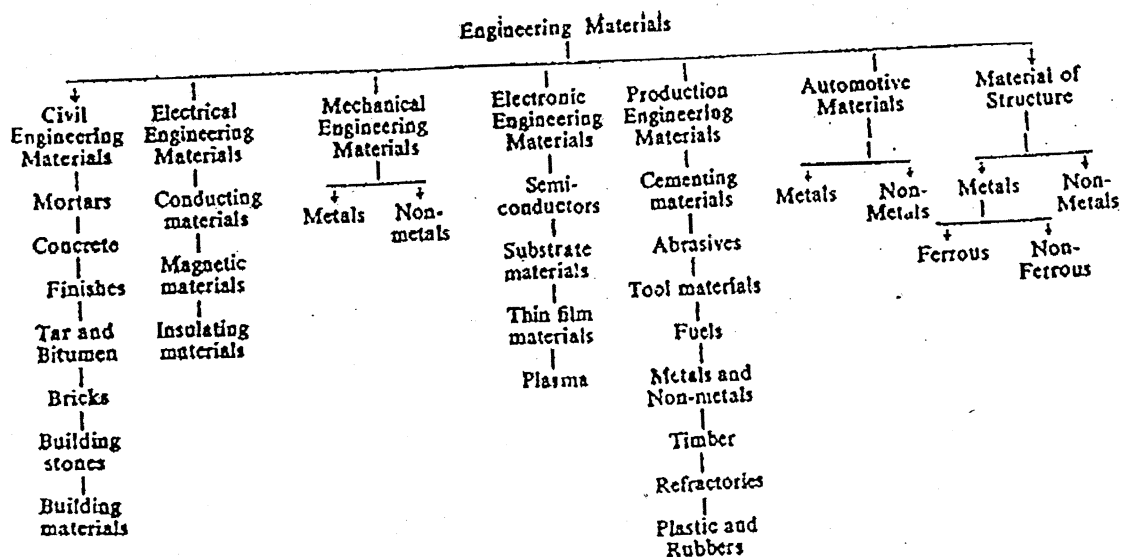 Engineering Materials
Civil
Engineering
Materials
Mortars
Concrete
Finishes
Tar and
Bitumen
Bricks
Building
stones
Building
materials
Electrical
Engineering
Materials
Conducting
materials
Magnetic
materials
Insolating
materials
Mechanical
Engineering
Materials
Metals
Non-
metals
Electronic
Engineering
Materials
Semi-
conductors
Substrate
materials
Thin film
materials
Plasma
Production
Engineering
Materials
Cementing
materials
Abrasives
Tool materials
Fuels
Metals and
Non-metals
Timber
Refractories
Plastic and
Rubbers
Automotive
Materials
Metals
Non-
Metals
Material of
Structure
Metals
Non-
Metals
Ferrous
Non-
Ferrous